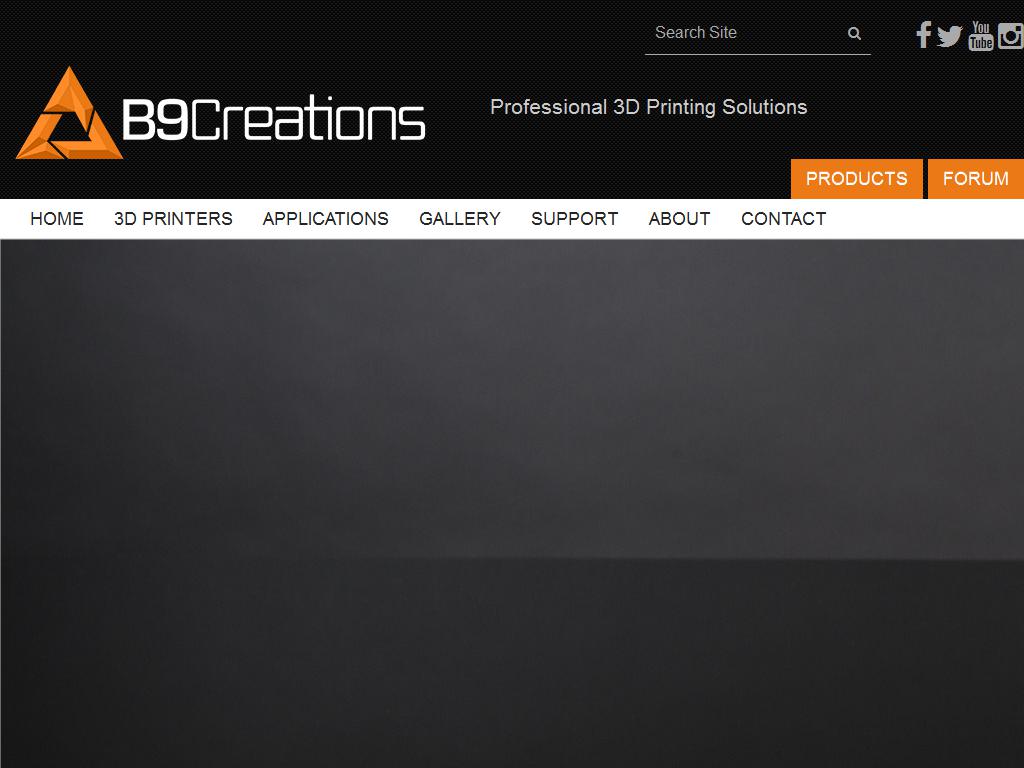 Search Site
You
Tube
B9Creations
Professional 3D Printing Solutions
PRODUCTS FORUM
HOME 3D PRINTERS APPLICATIONS GALLERY SUPPORT ABOUT CONTACT